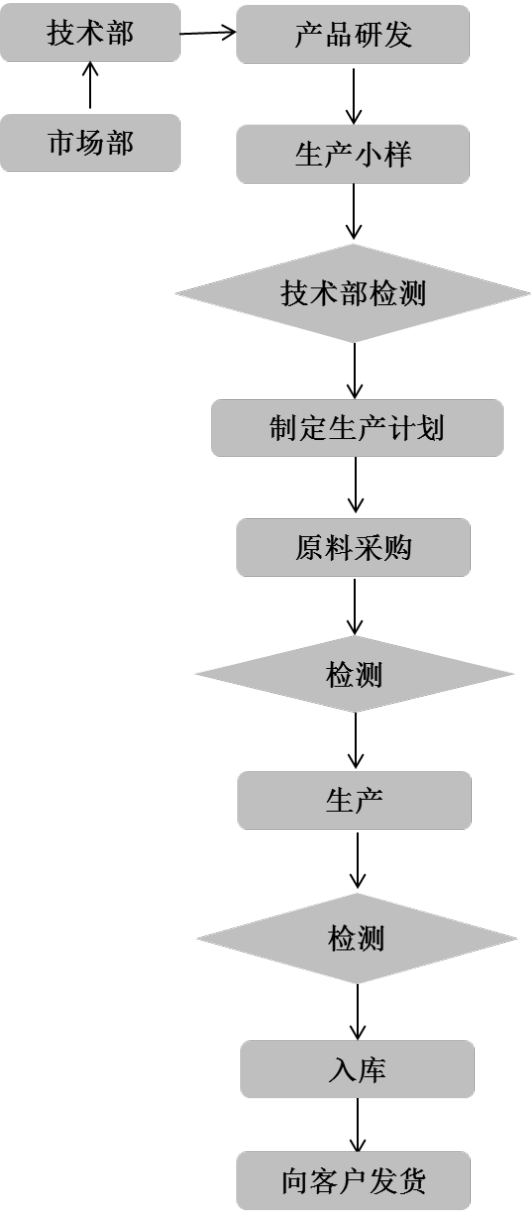 技术部
产品研发
市场部
生产小样
技术部检测
制定生产计划
原料采购
检测
生产
检测
入库
向客户发货